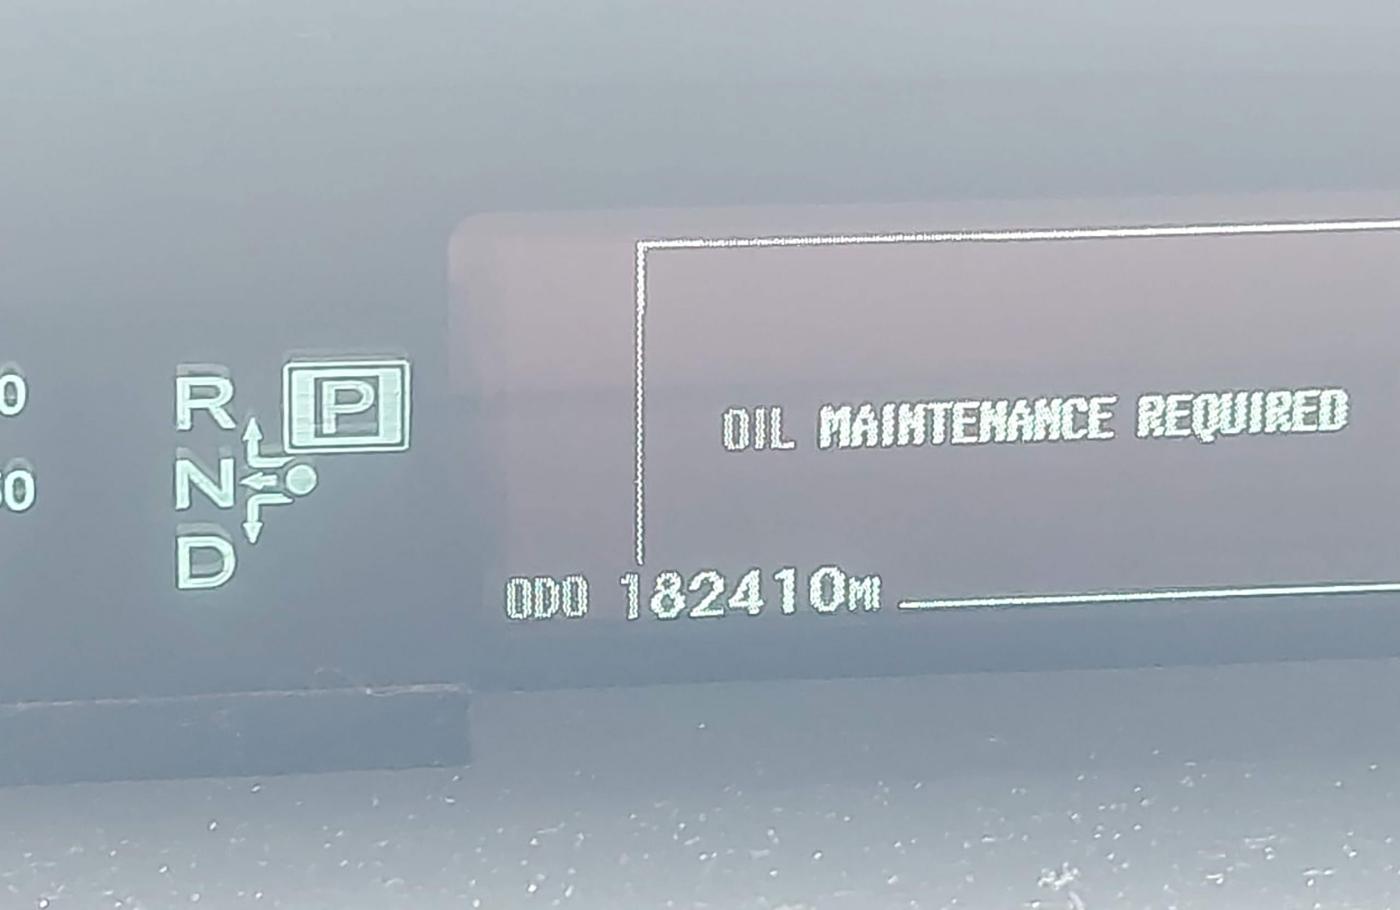 R P
N
D
OIL MAINTENANCE REQUIRED
ODO 182410MI